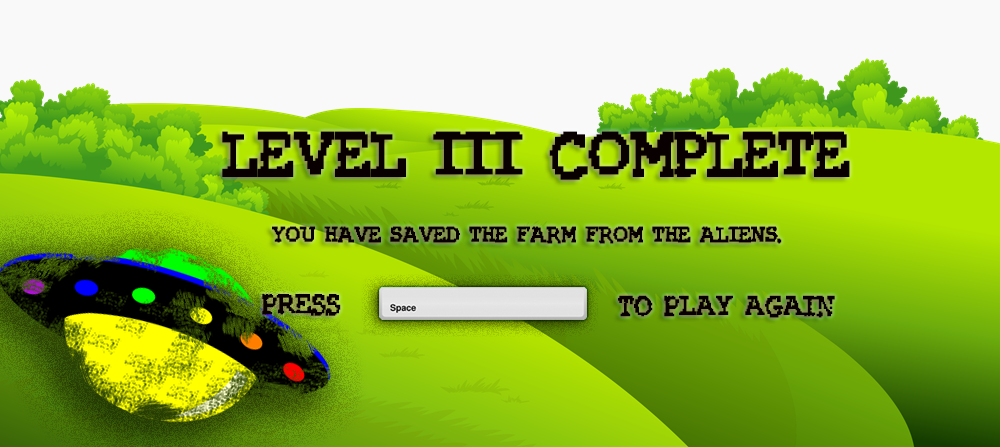 LEVEL III COMPLETE
YOU HAVE SAVED THE FARM FROM THE ALIENS.
PRESS Space TO PLAY AGAIN